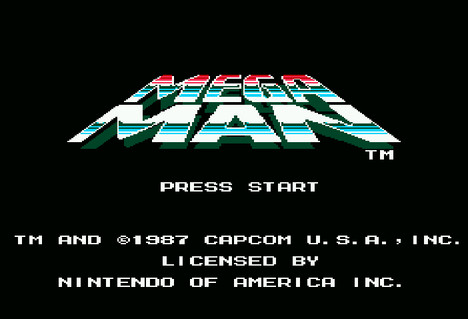 MEGA
MAN
TM
PRESS START
TM AND ©1987 CAPCOM U.S.A.,INC.
LICENSED BY
NINTENDO OF AMERICA INC.